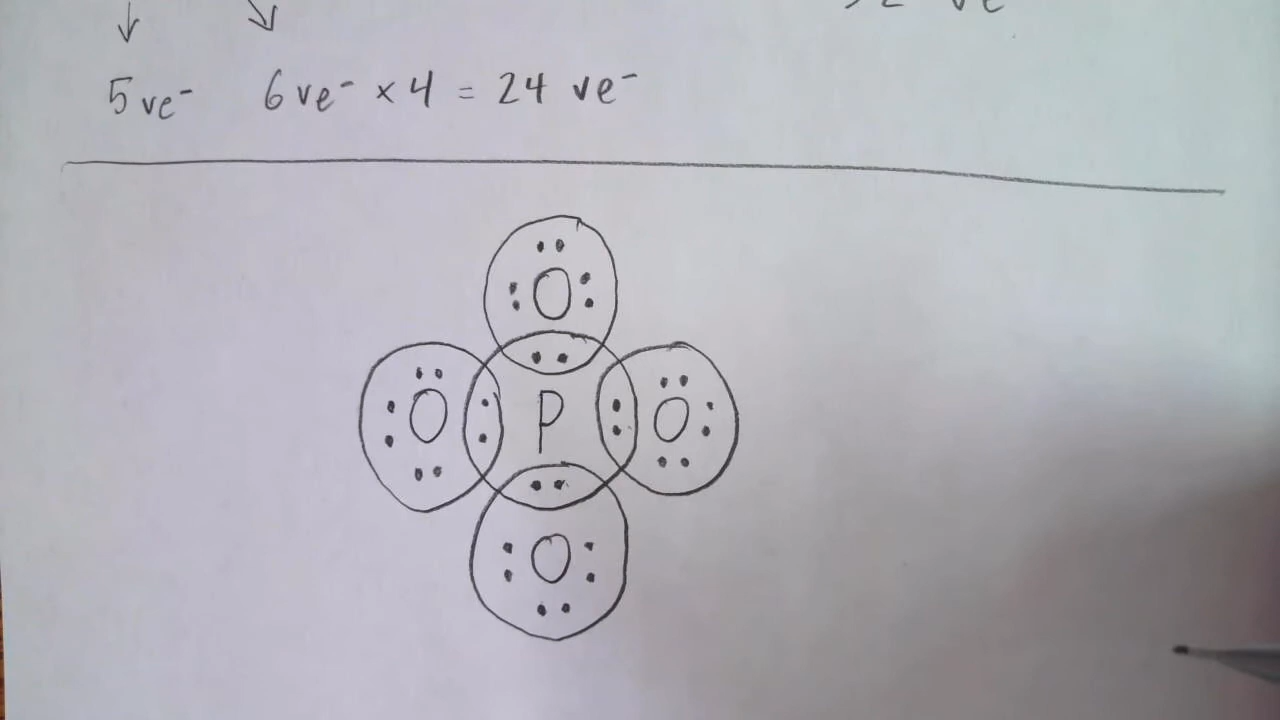 5 ve⁻ 6 ve⁻ × 4 = 24 ve⁻
O
O P O
O